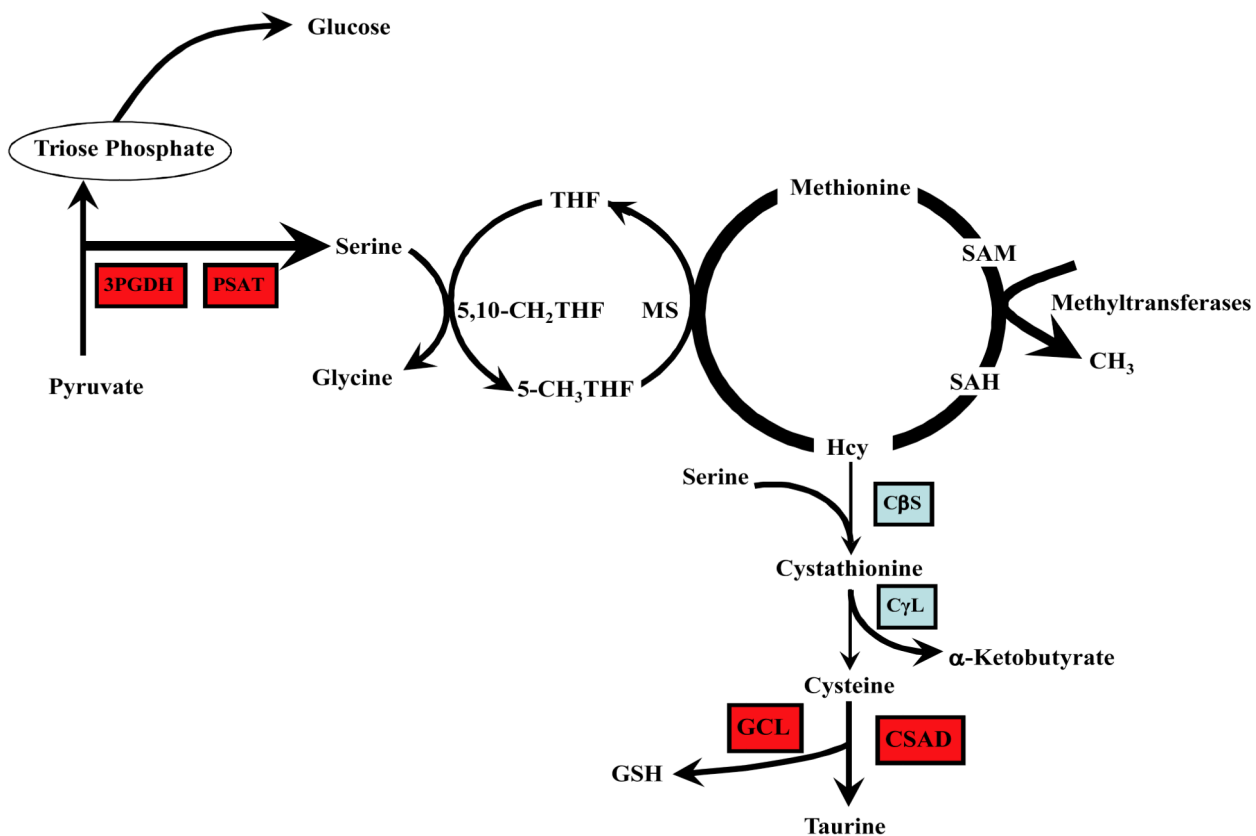 Glucose
Triose Phosphate
THF
Methionine
Serine
SAM
3PGDH
PSAT
5,10-CH₂THF
MS
Methyltransferases
Pyruvate
Glycine
5-CH₃THF
SAH
CH₃
Hcy
Serine
CβS
Cystathionine
CγL
α-Ketobutyrate
Cysteine
GCL
CSAD
GSH
Taurine